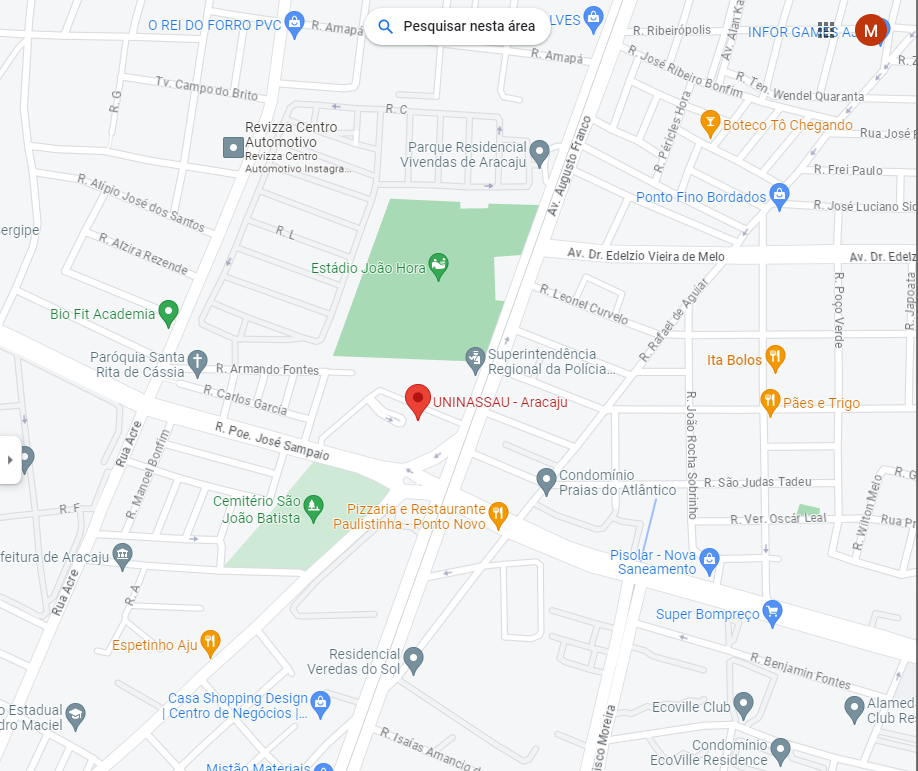 O REI DO FORRO PVC
R. Amapá
Pesquisar nesta área
LVES
R. Ribeirópolis
Av. Alan Ka
INFOR GAMES AJ
M
R. Amapá
R. José Ribeiro Bonfim
R. Z
Tv. Campo do Brito
R. G
R. C
R. Ten. Wendel Quaranta
Revizza Centro
Automotivo
Revizza Centro
Automotivo Instagra...
Boteco Tô Chegando
Rua José F
R. Péricles Hora
Av. Augusto Franco
Parque Residencial
Vivendas de Aracaju
R. Frei Paulo
R. Alípio José dos Santos
Ponto Fino Bordados
R. José Luciano Siq
ergipe
R. L
R. Alzira Rezende
Av. Dr. Edelzio Vieira de Melo
Av. Dr. Edelz
Estádio João Hora
R. Leonel Curvelo
R. Rafael de Aguiar
R. Poço Verde
R. Japoata
Bio Fit Academia
Paróquia Santa
Rita de Cássia
R. Armando Fontes
Superintendência
Regional da Polícia...
Ita Bolos
R. Carlos Garcia
UNINASSAU - Aracaju
Pães e Trigo
R. João Rocha Sobrinho
R. Poe. José Sampaio
Rua Acre
R. Manoel Bonfim
Condomínio
Praias do Atlântico
R. São Judas Tadeu
R. Wilton Melo
R. G
R. F
Cemitério São
João Batista
Pizzaria e Restaurante
Paulistinha - Ponto Novo
R. Ver. Oscar Leal
Rua Pr
feitura de Aracaju
Pisolar - Nova
Saneamento
Rua Acre
R. A
Super Bompreço
Espetinho Aju
Residencial
Veredas do Sol
R. Benjamin Fontes
Casa Shopping Design
| Centro de Negócios |...
o Estadual
dro Maciel
Ecoville Club
Alamed
Club Re
isco Moreira
R. Isaías Amancio d
Condomínio
EcoVille Residence
Mistão Materiais